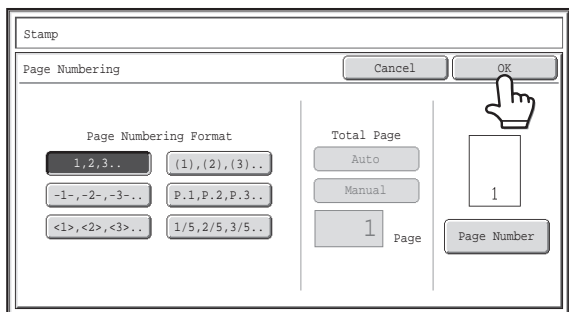 Stamp
Page Numbering
Cancel
OK
Page Numbering Format
1,2,3..
(1),(2),(3)..
-1-,-2-,-3-..
P.1,P.2,P.3..
<1>,<2>,<3>..
1/5,2/5,3/5..
Total Page
Auto
Manual
1
Page
1
Page Number